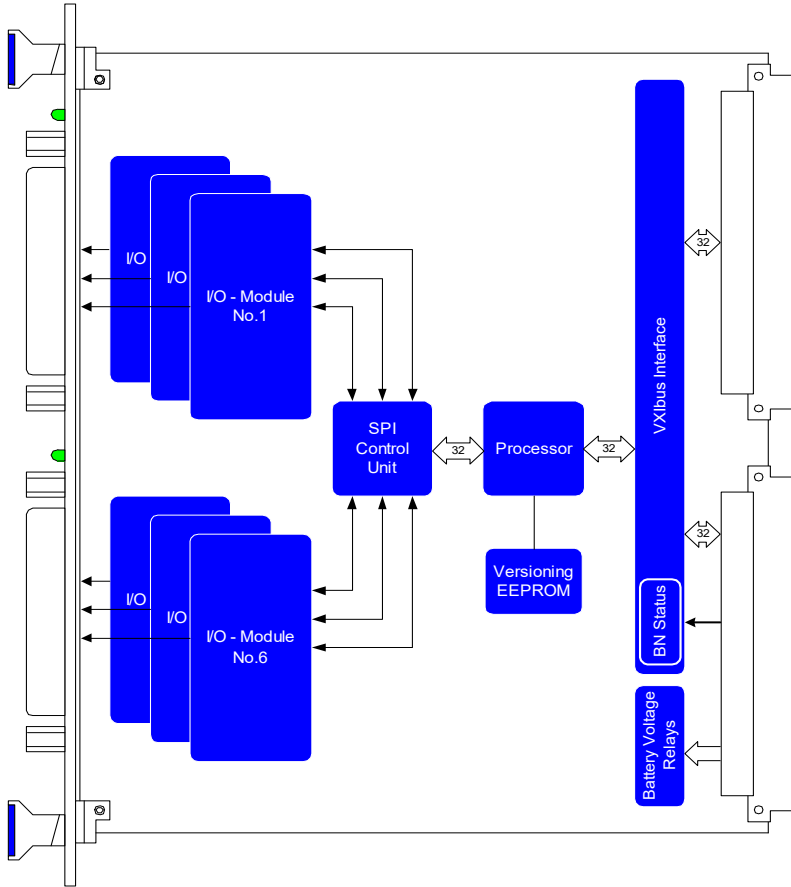 I/O
I/O
I/O - Module
No.1
32
VXIbus Interface
SPI
Control
Unit
32
Processor
32
I/O
I/O
I/O - Module
No.6
Versioning
EEPROM
32
BN Status
Battery Voltage
Relays